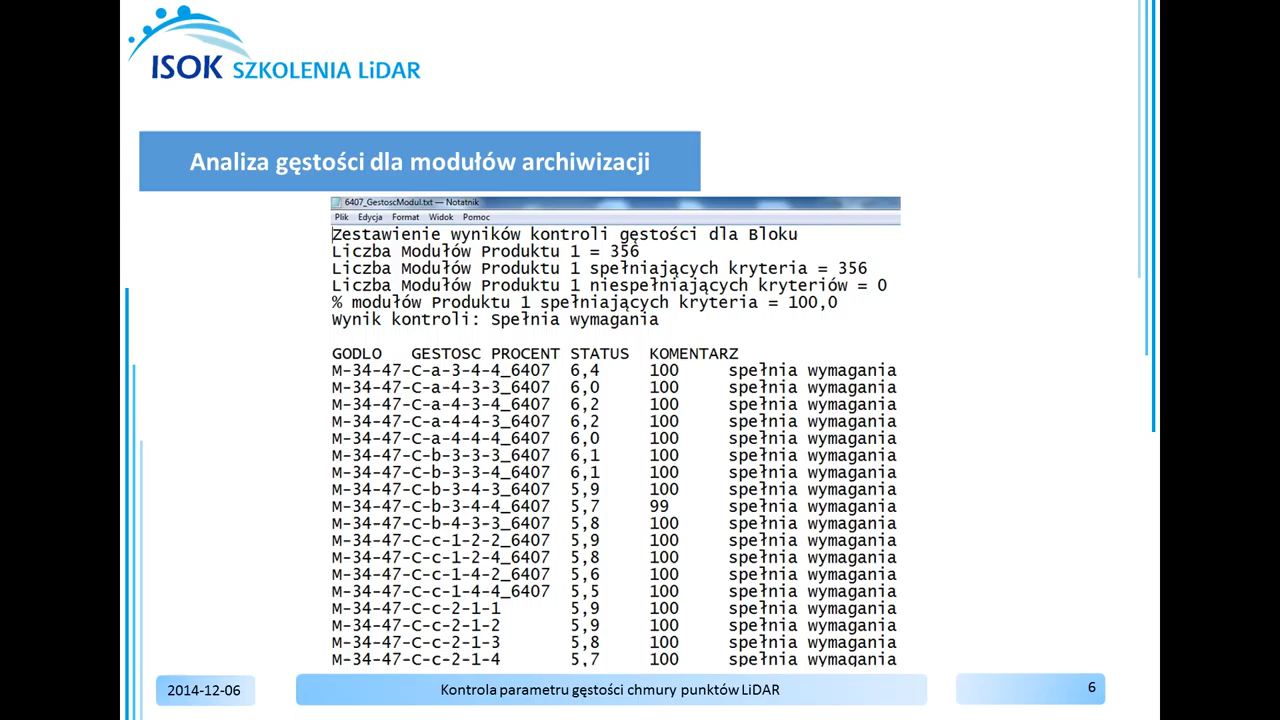 ISOK SZKOLENIA LiDAR
Analiza gęstości dla modułów archiwizacji
6407_GestoscModul.txt — Notatnik
Plik Edycja Format Widok Pomoc
Zestawienie wyników kontroli gęstości dla Bloku
Liczba Modułów Produktu 1 = 356
Liczba Modułów Produktu 1 spełniających kryteria = 356
Liczba Modułów Produktu 1 niespełniających kryteriów = 0
% modułów Produktu 1 spełniających kryteria = 100,0
Wynik kontroli: Spełnia wymagania
GODLO GESTOSC PROCENT STATUS KOMENTARZ
M-34-47-C-a-3-4-4_6407 6,4 100 spełnia wymagania
M-34-47-C-a-4-3-3_6407 6,0 100 spełnia wymagania
M-34-47-C-a-4-3-4_6407 6,2 100 spełnia wymagania
M-34-47-C-a-4-4-3_6407 6,2 100 spełnia wymagania
M-34-47-C-a-4-4-4_6407 6,0 100 spełnia wymagania
M-34-47-C-b-3-3-3_6407 6,1 100 spełnia wymagania
M-34-47-C-b-3-3-4_6407 6,1 100 spełnia wymagania
M-34-47-C-b-3-4-3_6407 5,9 100 spełnia wymagania
M-34-47-C-b-3-4-4_6407 5,7 99 spełnia wymagania
M-34-47-C-b-4-3-3_6407 5,8 100 spełnia wymagania
M-34-47-C-c-1-2-2_6407 5,9 100 spełnia wymagania
M-34-47-C-c-1-2-4_6407 5,8 100 spełnia wymagania
M-34-47-C-c-1-4-2_6407 5,6 100 spełnia wymagania
M-34-47-C-c-1-4-4_6407 5,5 100 spełnia wymagania
M-34-47-C-c-2-1-1 5,9 100 spełnia wymagania
M-34-47-C-c-2-1-2 5,9 100 spełnia wymagania
M-34-47-C-c-2-1-3 5,8 100 spełnia wymagania
M-34-47-C-c-2-1-4 5,7 100 spełnia wymagania
2014-12-06 Kontrola parametru gęstości chmury punktów LiDAR 6